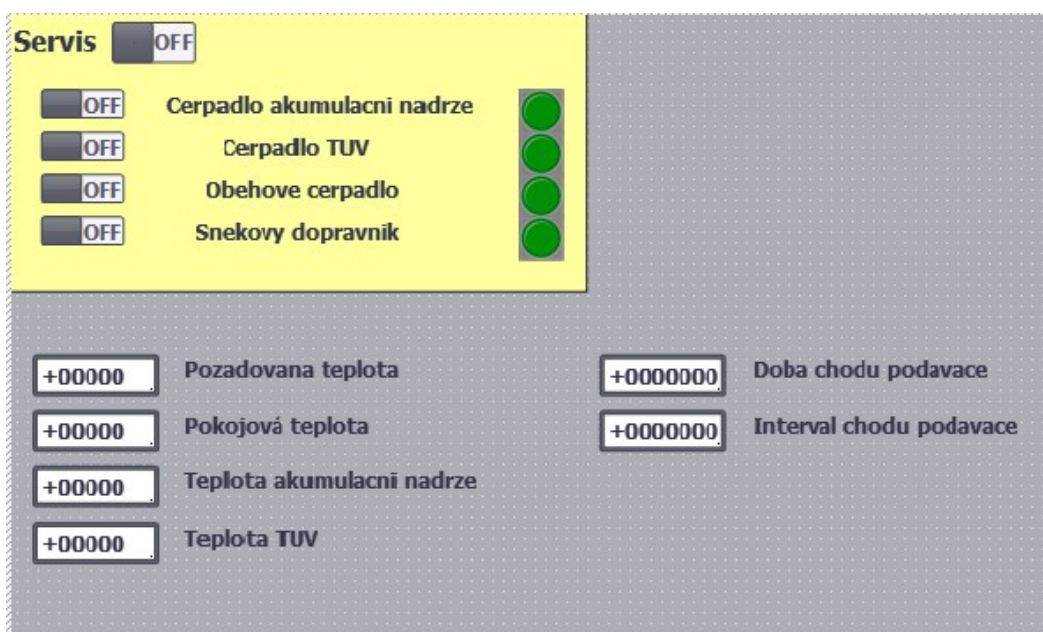 Servis OFF
OFF Cerpadlo akumulacni nadrze
OFF Cerpadlo TUV
OFF Obehove cerpadlo
OFF Snekovy dopravnik
+00000 Pozadovana teplota
+0000000 Doba chodu podavace
+00000 Pokojová teplota
+0000000 Interval chodu podavace
+00000 Teplota akumulacni nadrze
+00000 Teplota TUV